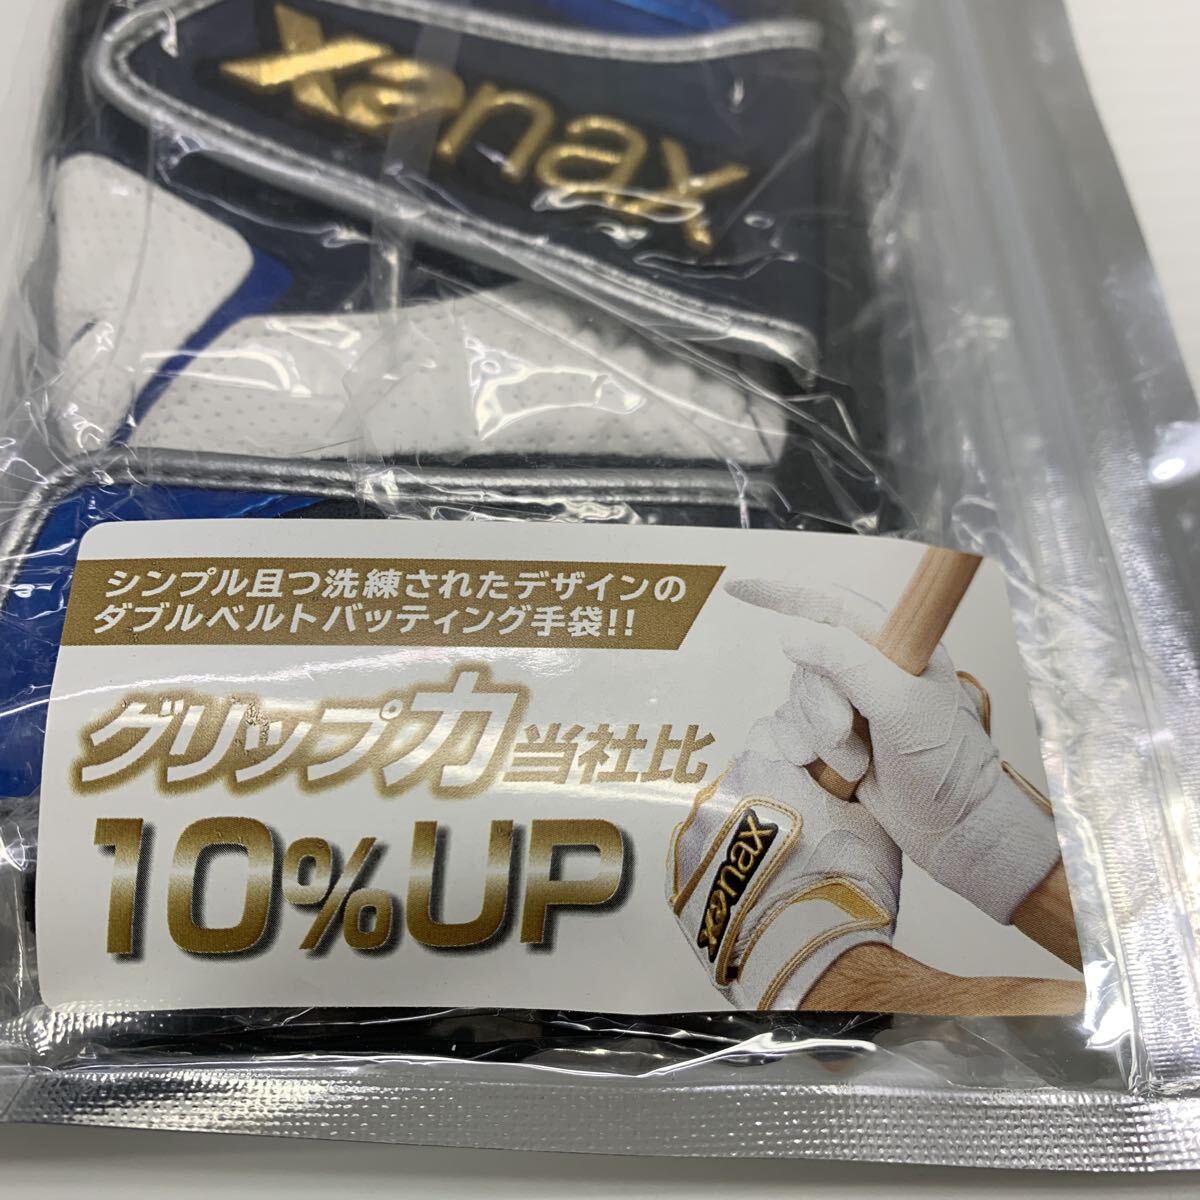 xanax
シンプル且つ洗練されたデザインの
ダブルベルトバッティング手袋!!
グリップ力当社比
10%UP
xanax